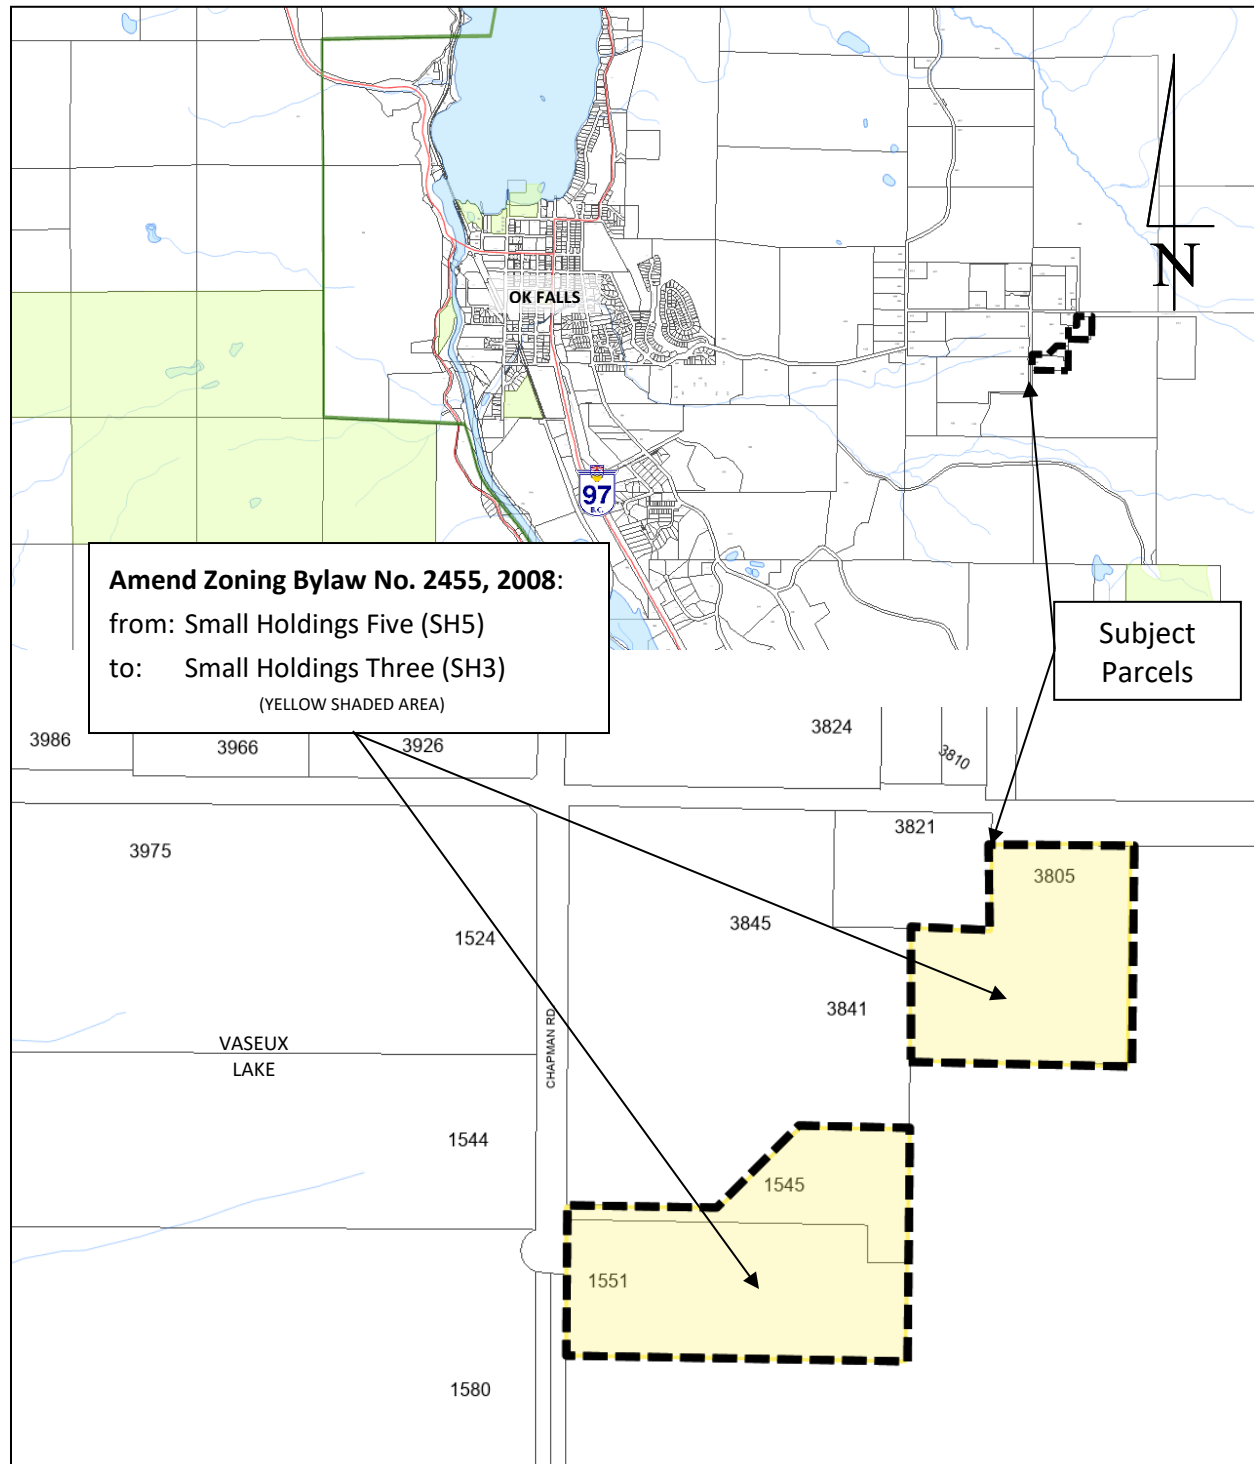 N
OK FALLS
97
B.C.
Amend Zoning Bylaw No. 2455, 2008:
from: Small Holdings Five (SH5)
to: Small Holdings Three (SH3)
(YELLOW SHADED AREA)
Subject
Parcels
3986
3966
3926
3824
3810
3821
3975
3805
3845
1524
3841
CHAPMAN RD
VASEUX
LAKE
1544
1545
1551
1580